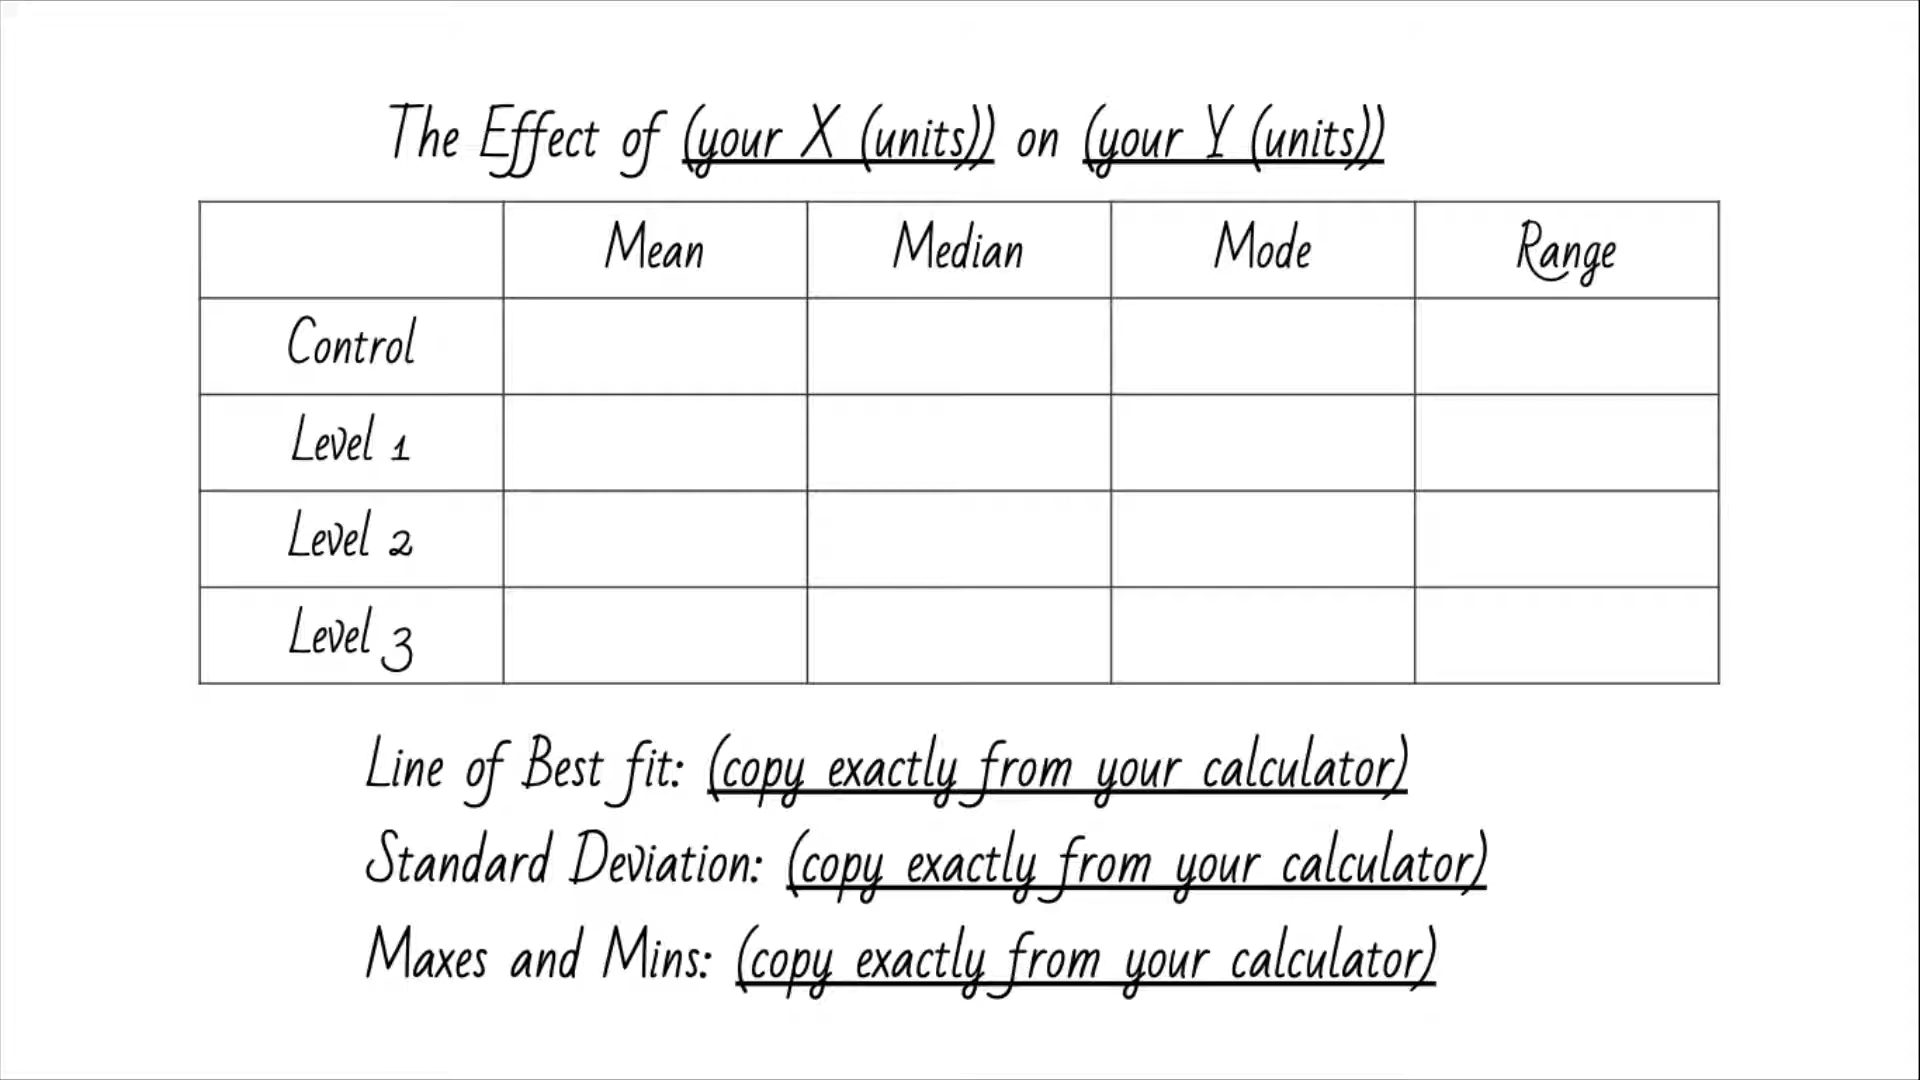 The Effect of (your X (units)) on (your Y (units))
Mean Median Mode Range
Control
Level 1
Level 2
Level 3
Line of Best fit: (copy exactly from your calculator)
Standard Deviation: (copy exactly from your calculator)
Maxes and Mins: (copy exactly from your calculator)